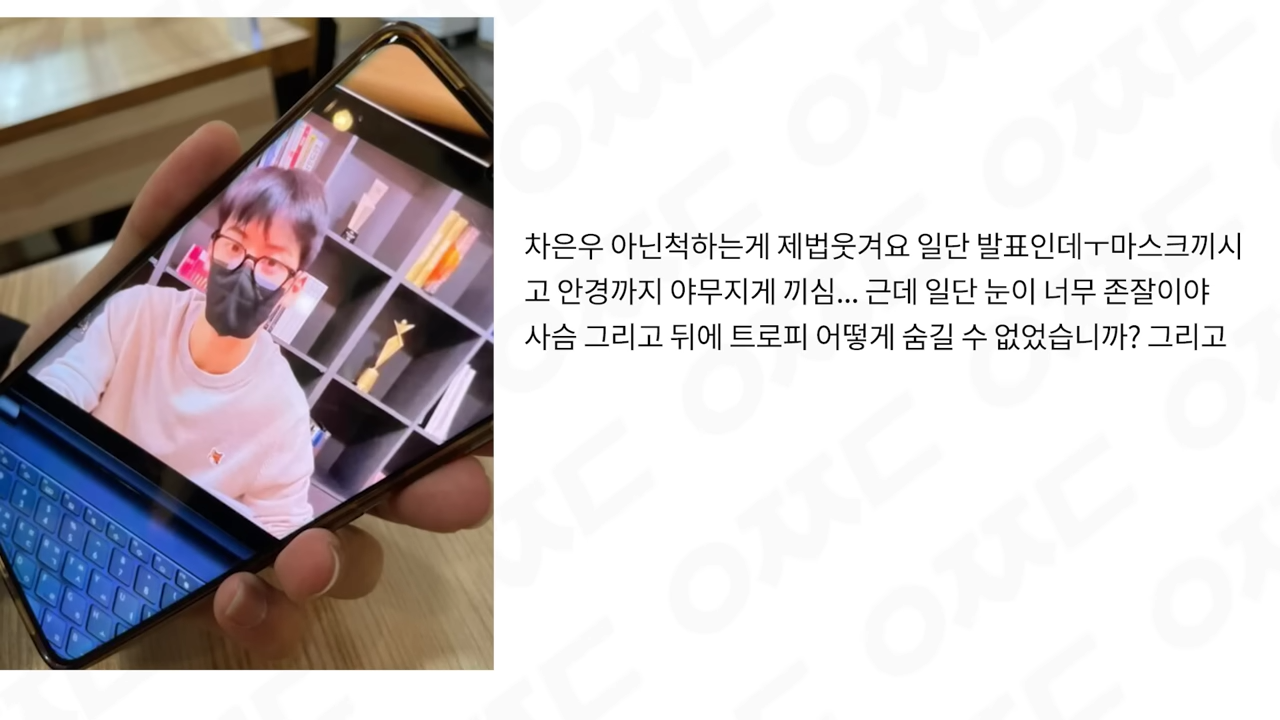 차은우 아닌척하는게 제법웃겨요 일단 발표인데ㅜ마스크끼시
고 안경까지 야무지게 끼심... 근데 일단 눈이 너무 존잘이야
사슴 그리고 뒤에 트로피 어떻게 숨길 수 없었습니까? 그리고